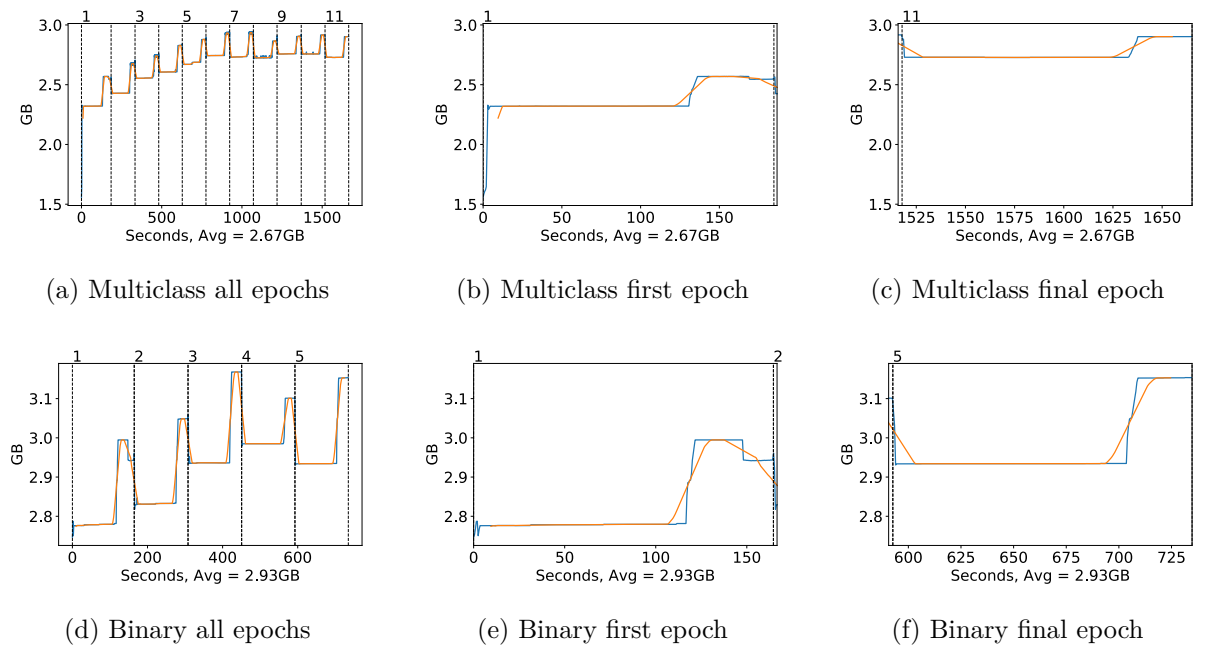 1 3 5 7 9 11
3.0
2.5
2.0
1.5
GB
0 500 1000 1500
Seconds, Avg = 2.67GB
(a) Multiclass all epochs
1
3.0
2.5
2.0
1.5
GB
0 50 100 150
Seconds, Avg = 2.67GB
(b) Multiclass first epoch
11
3.0
2.5
2.0
1.5
GB
1525 1550 1575 1600 1625 1650
Seconds, Avg = 2.67GB
(c) Multiclass final epoch
1 2 3 4 5
3.1
3.0
2.9
2.8
GB
0 200 400 600
Seconds, Avg = 2.93GB
(d) Binary all epochs
1 2
3.1
3.0
2.9
2.8
GB
0 50 100 150
Seconds, Avg = 2.93GB
(e) Binary first epoch
5
3.1
3.0
2.9
2.8
GB
600 625 650 675 700 725
Seconds, Avg = 2.93GB
(f) Binary final epoch